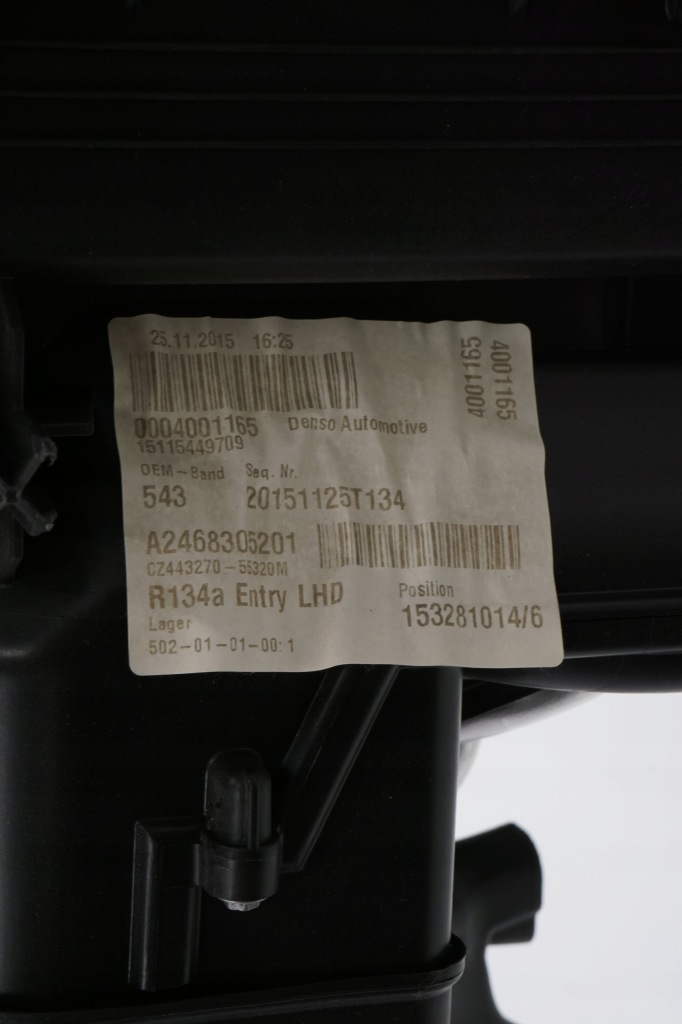 25.11.2015 16:25
4001165
4001165
0004001165 Denso Automotive
15115449709
OEM-Band Seq. Nr.
543 20151125T134
A2468305201
CZ443270-55320M
R134a Entry LHD Position
153281014/6
Lager
502-01-01-00:1